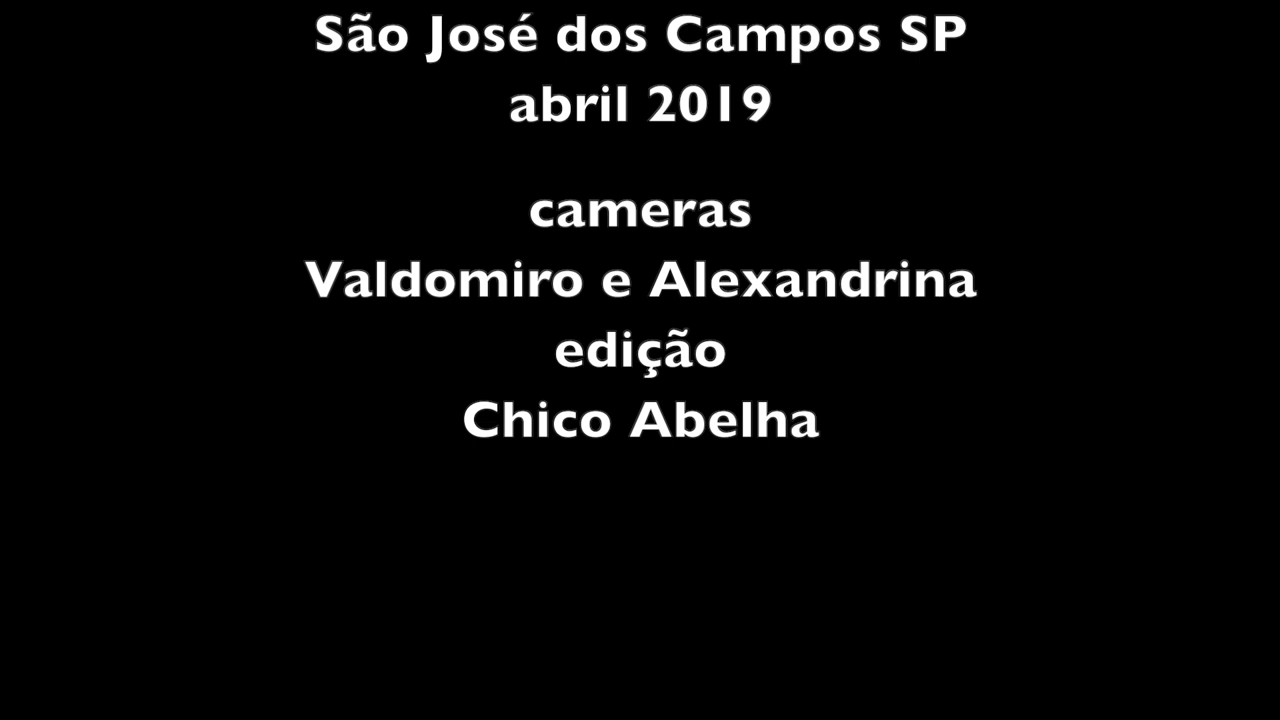 São José dos Campos SP
abril 2019
cameras
Valdomiro e Alexandrina
edição
Chico Abelha